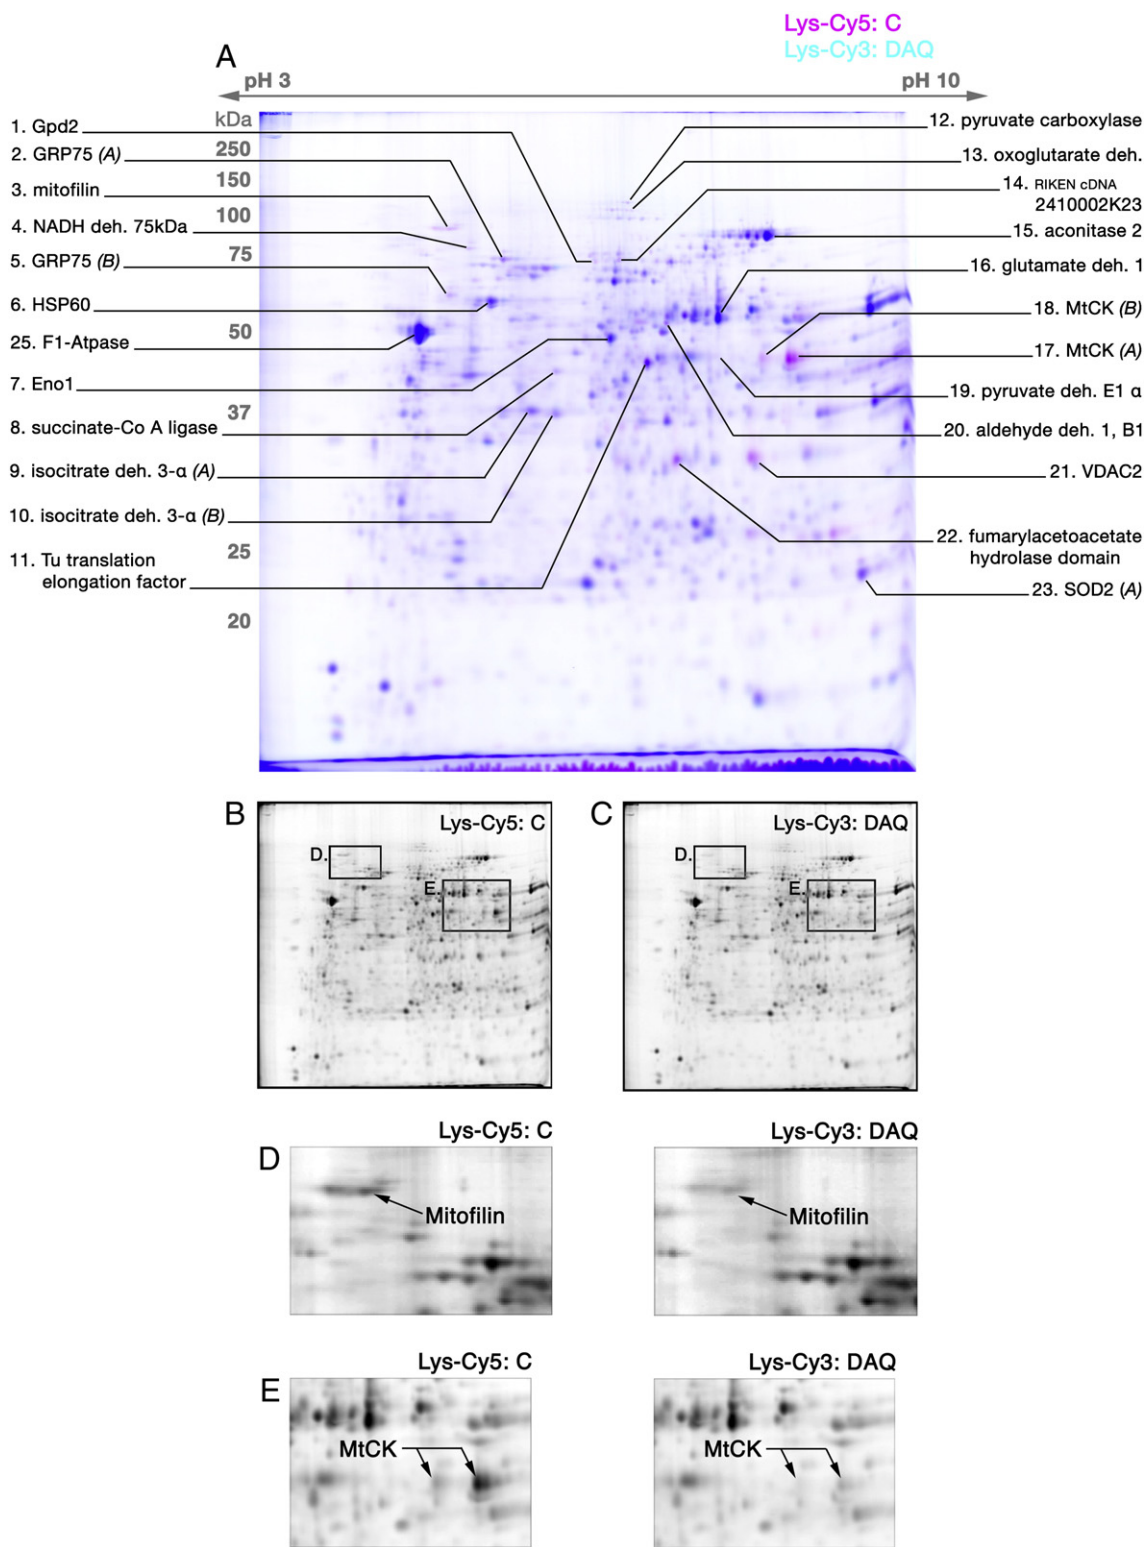 Lys-Cy5: C
Lys-Cy3: DAQ
A
pH 3
pH 10
kDa
250
150
100
75
50
37
25
20
1. Gpd2
2. GRP75 (A)
3. mitofilin
4. NADH deh. 75kDa
5. GRP75 (B)
6. HSP60
25. F1-Atpase
7. Eno1
8. succinate-Co A ligase
9. isocitrate deh. 3-α (A)
10. isocitrate deh. 3-α (B)
11. Tu translation
elongation factor
12. pyruvate carboxylase
13. oxoglutarate deh.
14. RIKEN cDNA
2410002K23
15. aconitase 2
16. glutamate deh. 1
18. MtCK (B)
17. MtCK (A)
19. pyruvate deh. E1 α
20. aldehyde deh. 1, B1
21. VDAC2
22. fumarylacetoacetate
hydrolase domain
23. SOD2 (A)
B
Lys-Cy5: C
D.
E.
C
Lys-Cy3: DAQ
D.
E.
D
Lys-Cy5: C
Mitofilin
Lys-Cy3: DAQ
Mitofilin
E
Lys-Cy5: C
MtCK
Lys-Cy3: DAQ
MtCK